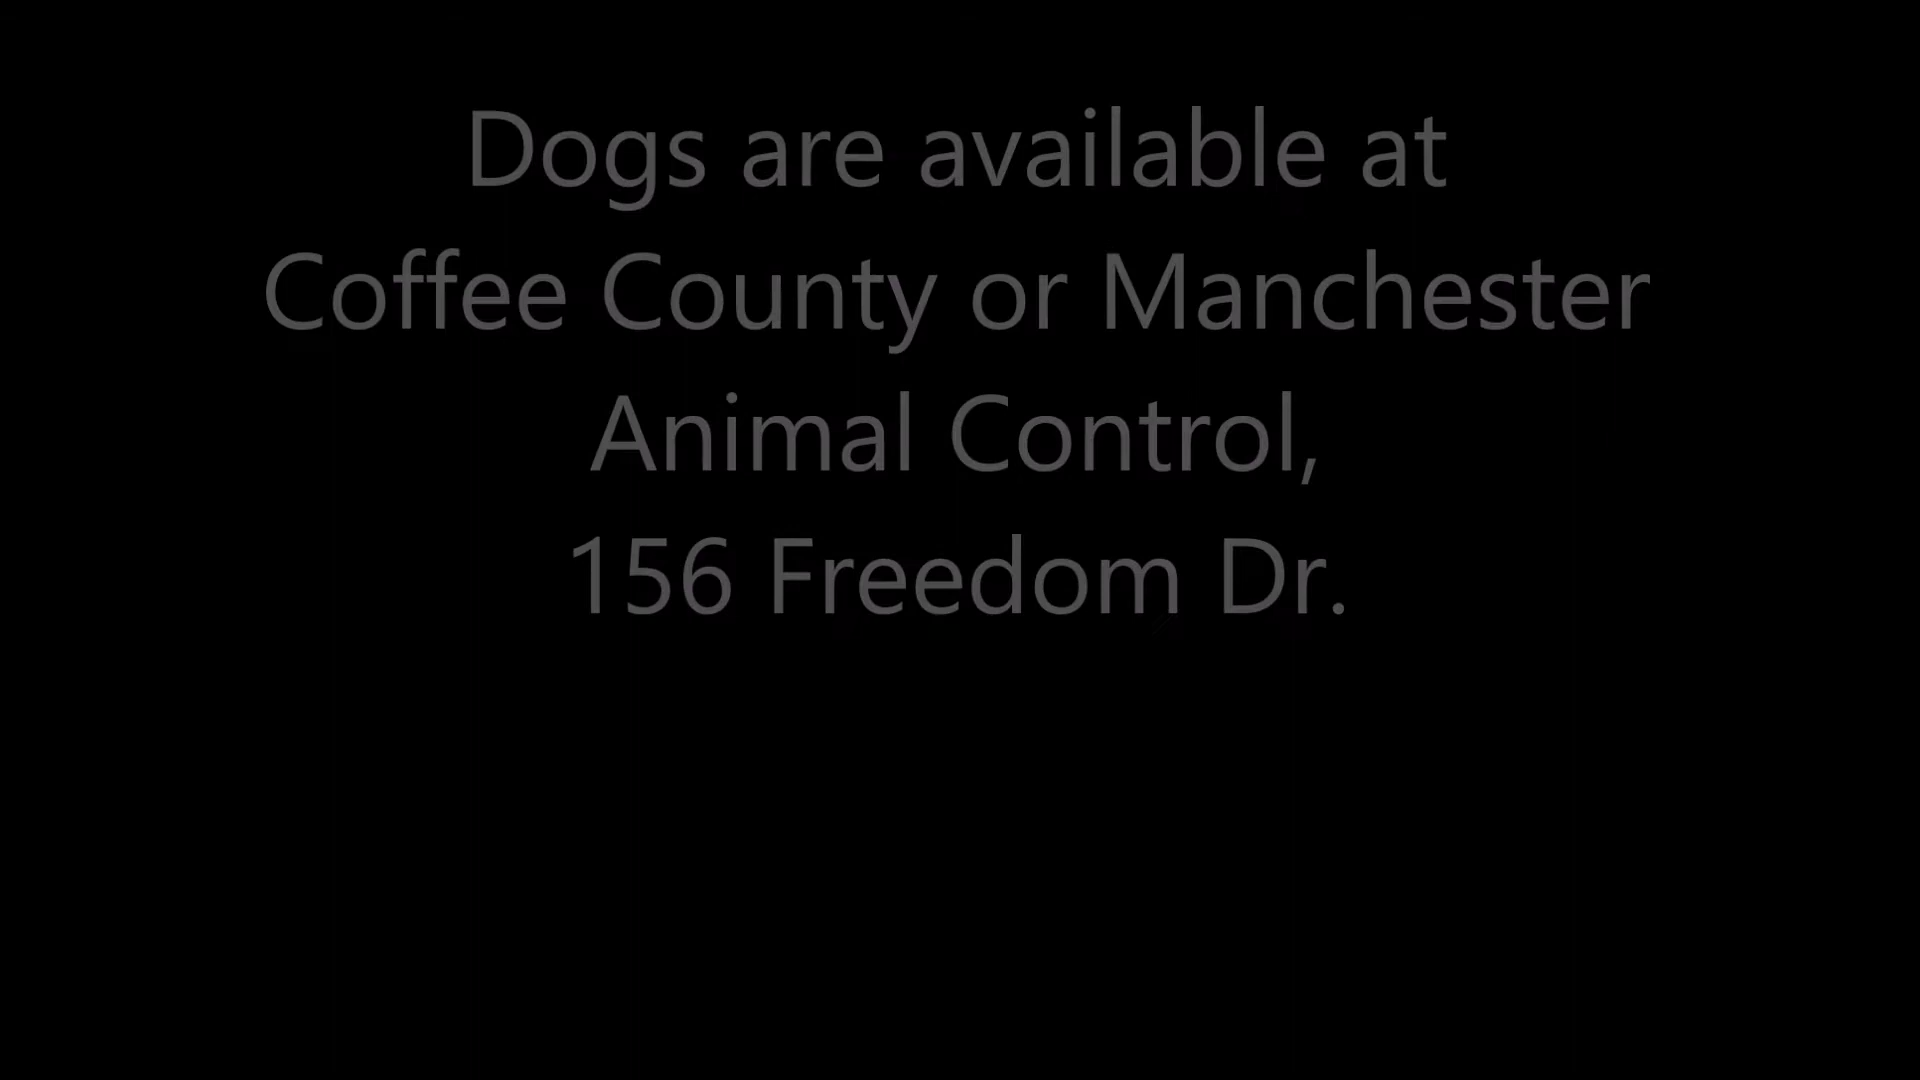 Dogs are available at
Coffee County or Manchester
Animal Control,
156 Freedom Dr.